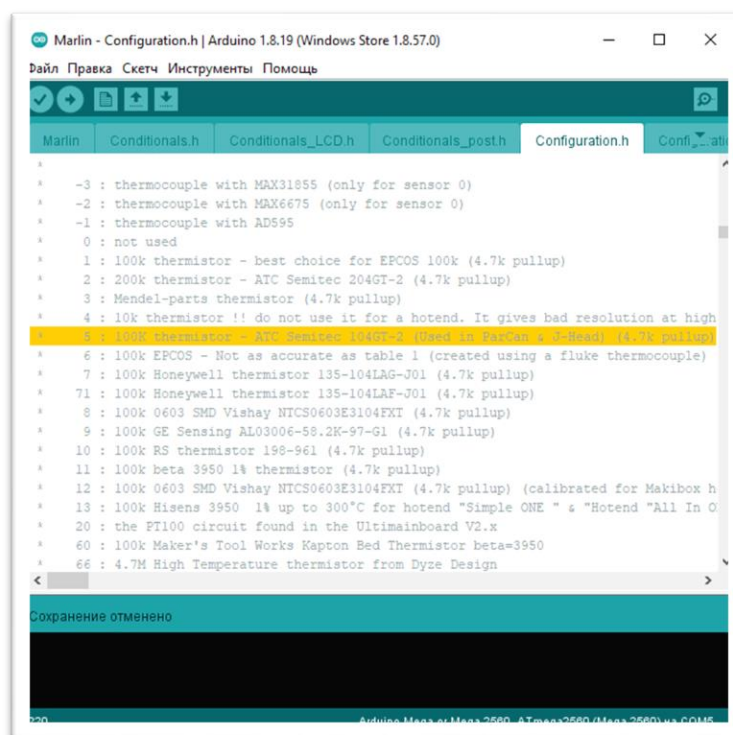 Marlin - Configuration.h | Arduino 1.8.19 (Windows Store 1.8.57.0)
Файл Правка Скетч Инструменты Помощь
Marlin Conditionals.h Conditionals_LCD.h Conditionals_post.h Configuration.h
*
* -3 : thermocouple with MAX31855 (only for sensor 0)
* -2 : thermocouple with MAX6675 (only for sensor 0)
* -1 : thermocouple with AD595
* 0 : not used
* 1 : 100k thermistor - best choice for EPCOS 100k (4.7k pullup)
* 2 : 200k thermistor - ATC Semitec 204GT-2 (4.7k pullup)
* 3 : Mendel-parts thermistor (4.7k pullup)
* 4 : 10k thermistor !! do not use it for a hotend. It gives bad resolution at high
* 5 : 100K thermistor - ATC Semitec 104GT-2 (Used in ParCan & J-Head) (4.7k pullup)
* 6 : 100k EPCOS - Not as accurate as table 1 (created using a fluke thermocouple)
* 7 : 100k Honeywell thermistor 135-104LAG-J01 (4.7k pullup)
* 71 : 100k Honeywell thermistor 135-104LAF-J01 (4.7k pullup)
* 8 : 100k 0603 SMD Vishay NTCS0603E3104FXT (4.7k pullup)
* 9 : 100k GE Sensing AL03006-58.2K-97-G1 (4.7k pullup)
* 10 : 100k RS thermistor 198-961 (4.7k pullup)
* 11 : 100k beta 3950 1% thermistor (4.7k pullup)
* 12 : 100k 0603 SMD Vishay NTCS0603E3104FXT (4.7k pullup) (calibrated for Makibox h
* 13 : 100k Hisens 3950 1% up to 300°C for hotend "Simple ONE " & "Hotend "All In O
* 20 : the PT100 circuit found in the Ultimainboard V2.x
* 60 : 100k Maker's Tool Works Kapton Bed Thermistor beta=3950
* 66 : 4.7M High Temperature thermistor from Dyze Design
Сохранение отменено
220 Arduino Mega or Mega 2560, ATmega2560 (Mega 2560) на COM5